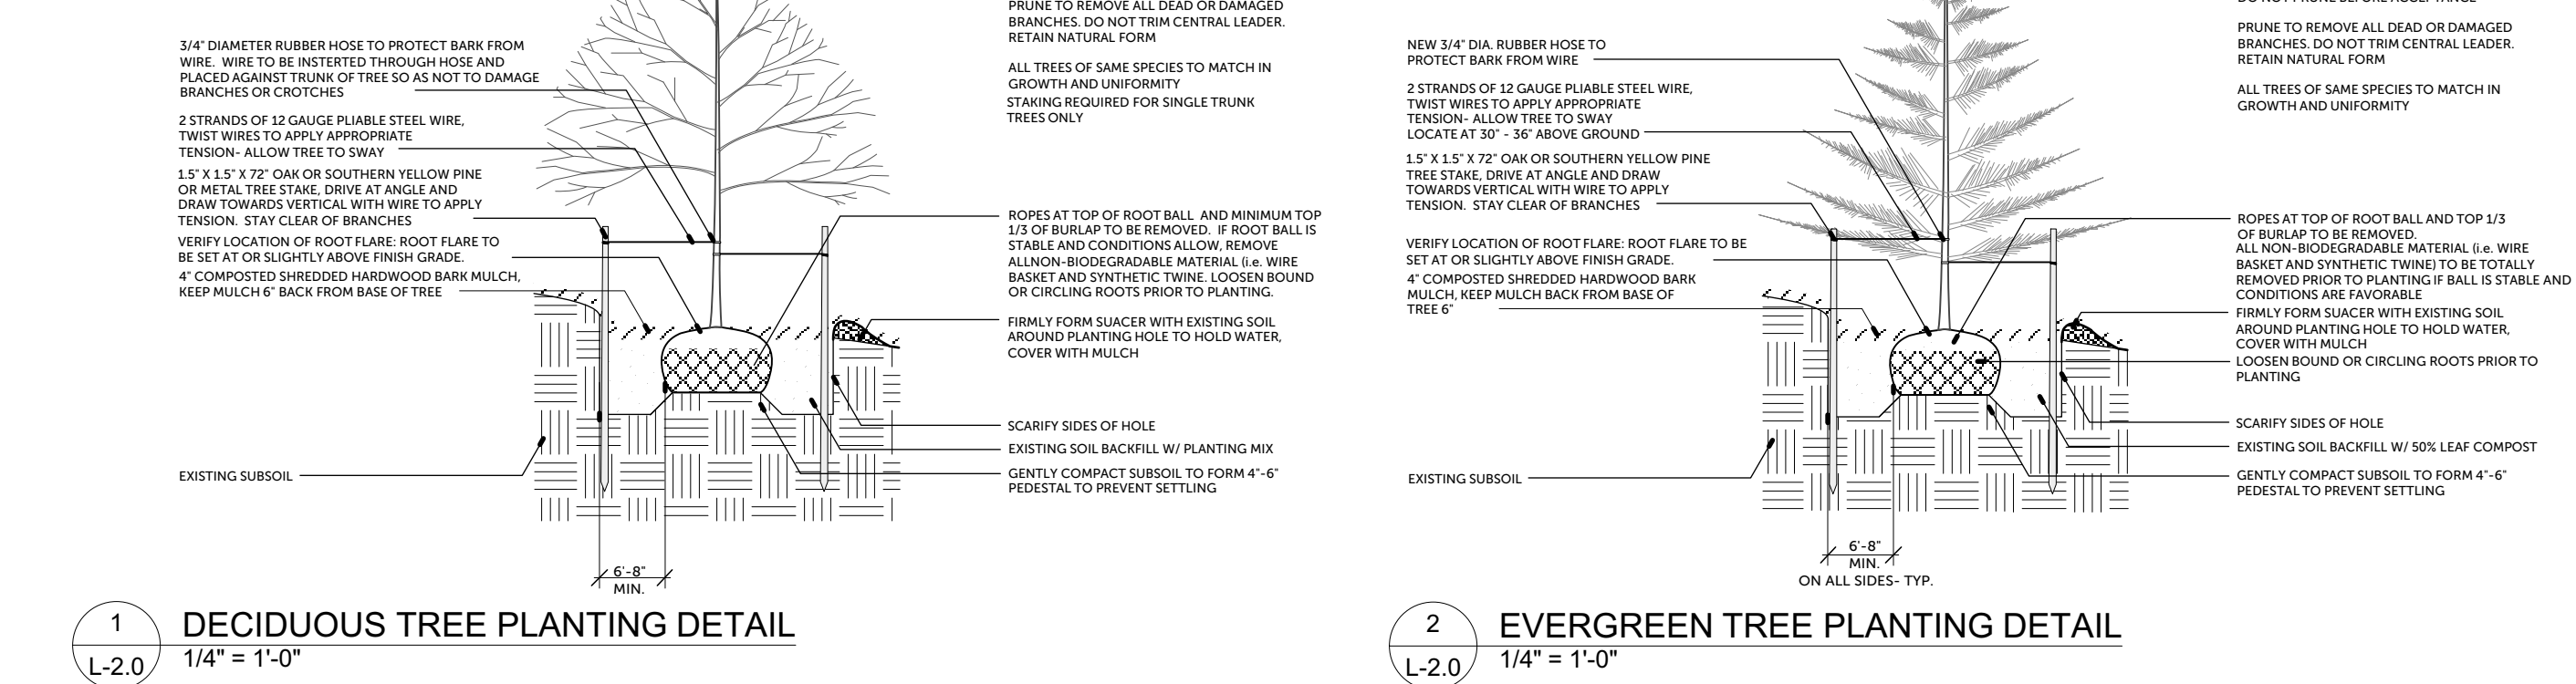 PRUNE TO REMOVE ALL DEAD OR DAMAGED
BRANCHES. DO NOT TRIM CENTRAL LEADER.
RETAIN NATURAL FORM
ALL TREES OF SAME SPECIES TO MATCH IN
GROWTH AND UNIFORMITY
STAKING REQUIRED FOR SINGLE TRUNK
TREES ONLY
3/4" DIAMETER RUBBER HOSE TO PROTECT BARK FROM
WIRE. WIRE TO BE INSTERTED THROUGH HOSE AND
PLACED AGAINST TRUNK OF TREE SO AS NOT TO DAMAGE
BRANCHES OR CROTCHES
2 STRANDS OF 12 GAUGE PLIABLE STEEL WIRE,
TWIST WIRES TO APPLY APPROPRIATE
TENSION- ALLOW TREE TO SWAY
1.5" X 1.5" X 72" OAK OR SOUTHERN YELLOW PINE
OR METAL TREE STAKE, DRIVE AT ANGLE AND
DRAW TOWARDS VERTICAL WITH WIRE TO APPLY
TENSION. STAY CLEAR OF BRANCHES
VERIFY LOCATION OF ROOT FLARE: ROOT FLARE TO
BE SET AT OR SLIGHTLY ABOVE FINISH GRADE.
4" COMPOSTED SHREDDED HARDWOOD BARK MULCH,
KEEP MULCH 6" BACK FROM BASE OF TREE
EXISTING SUBSOIL
ROPES AT TOP OF ROOT BALL AND MINIMUM TOP
1/3 OF BURLAP TO BE REMOVED. IF ROOT BALL IS
STABLE AND CONDITIONS ALLOW, REMOVE
ALLNON-BIODEGRADABLE MATERIAL (i.e. WIRE
BASKET AND SYNTHETIC TWINE. LOOSEN BOUND
OR CIRCLING ROOTS PRIOR TO PLANTING.
FIRMLY FORM SUACER WITH EXISTING SOIL
AROUND PLANTING HOLE TO HOLD WATER,
COVER WITH MULCH
SCARIFY SIDES OF HOLE
EXISTING SOIL BACKFILL W/ PLANTING MIX
GENTLY COMPACT SUBSOIL TO FORM 4"-6"
PEDESTAL TO PREVENT SETTLING
6'-8"
MIN.
1
L-2.0
DECIDUOUS TREE PLANTING DETAIL
1/4" = 1'-0"
DO NOT PRUNE BEFORE ACCEPTANCE
PRUNE TO REMOVE ALL DEAD OR DAMAGED
BRANCHES. DO NOT TRIM CENTRAL LEADER.
RETAIN NATURAL FORM
ALL TREES OF SAME SPECIES TO MATCH IN
GROWTH AND UNIFORMITY
NEW 3/4" DIA. RUBBER HOSE TO
PROTECT BARK FROM WIRE
2 STRANDS OF 12 GAUGE PLIABLE STEEL WIRE,
TWIST WIRES TO APPLY APPROPRIATE
TENSION- ALLOW TREE TO SWAY
LOCATE AT 30" - 36" ABOVE GROUND
1.5" X 1.5" X 72" OAK OR SOUTHERN YELLOW PINE
TREE STAKE, DRIVE AT ANGLE AND DRAW
TOWARDS VERTICAL WITH WIRE TO APPLY
TENSION. STAY CLEAR OF BRANCHES
VERIFY LOCATION OF ROOT FLARE: ROOT FLARE TO BE
SET AT OR SLIGHTLY ABOVE FINISH GRADE.
4" COMPOSTED SHREDDED HARDWOOD BARK
MULCH, KEEP MULCH BACK FROM BASE OF
TREE 6"
EXISTING SUBSOIL
ROPES AT TOP OF ROOT BALL AND TOP 1/3
OF BURLAP TO BE REMOVED.
ALL NON-BIODEGRADABLE MATERIAL (i.e. WIRE
BASKET AND SYNTHETIC TWINE) TO BE TOTALLY
REMOVED PRIOR TO PLANTING IF BALL IS STABLE AND
CONDITIONS ARE FAVORABLE
FIRMLY FORM SUACER WITH EXISTING SOIL
AROUND PLANTING HOLE TO HOLD WATER,
COVER WITH MULCH
LOOSEN BOUND OR CIRCLING ROOTS PRIOR TO
PLANTING
SCARIFY SIDES OF HOLE
EXISTING SOIL BACKFILL W/ 50% LEAF COMPOST
GENTLY COMPACT SUBSOIL TO FORM 4"-6"
PEDESTAL TO PREVENT SETTLING
6'-8"
MIN.
ON ALL SIDES- TYP.
2
L-2.0
EVERGREEN TREE PLANTING DETAIL
1/4" = 1'-0"